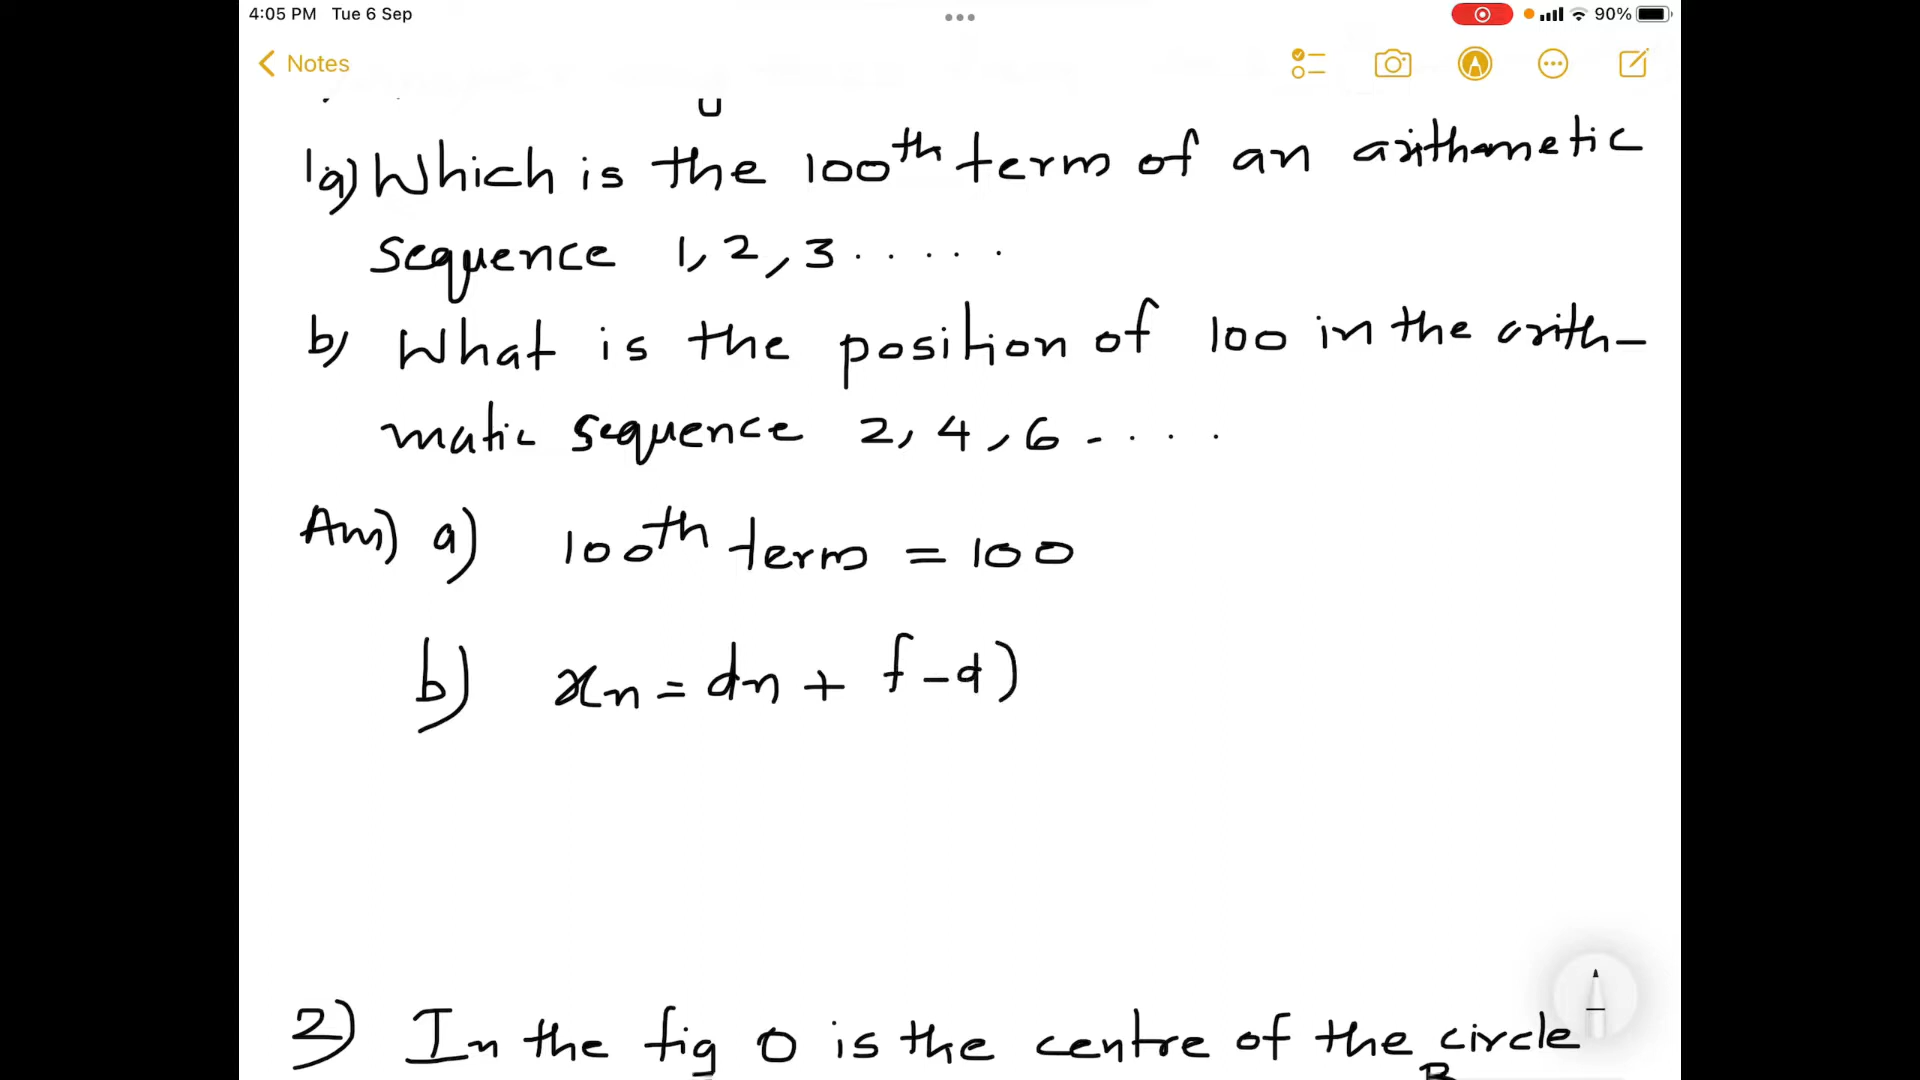 4:05 PM Tue 6 Sep
90%
Notes
1a) Which is the 100th term of an arithmetic
sequence 1, 2, 3 . . . . .
b) What is the position of 100 in the arith-
matic sequence 2, 4, 6 - . . .
Ans) a) 100th term = 100
b) xn = dn + f-d)
2) In the fig O is the centre of the circle
B